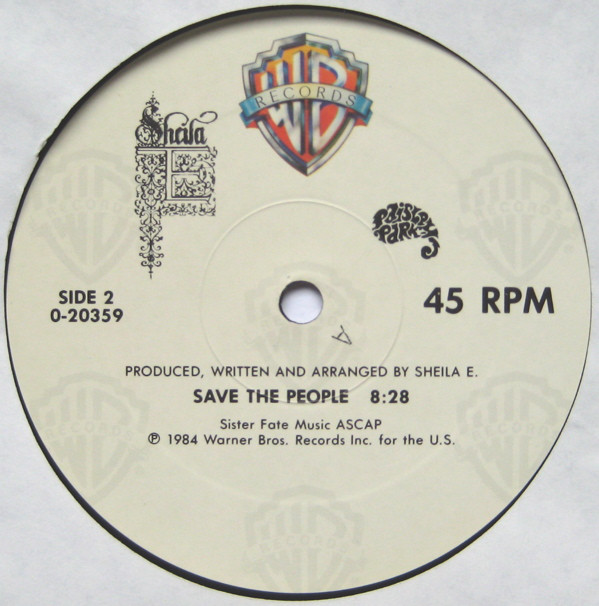 WB
RECORDS
Sheila
E
Paisley
Park
SIDE 2
0-20359
45 RPM
A
PRODUCED, WRITTEN AND ARRANGED BY SHEILA E.
SAVE THE PEOPLE 8:28
Sister Fate Music ASCAP
℗ 1984 Warner Bros. Records Inc. for the U.S.